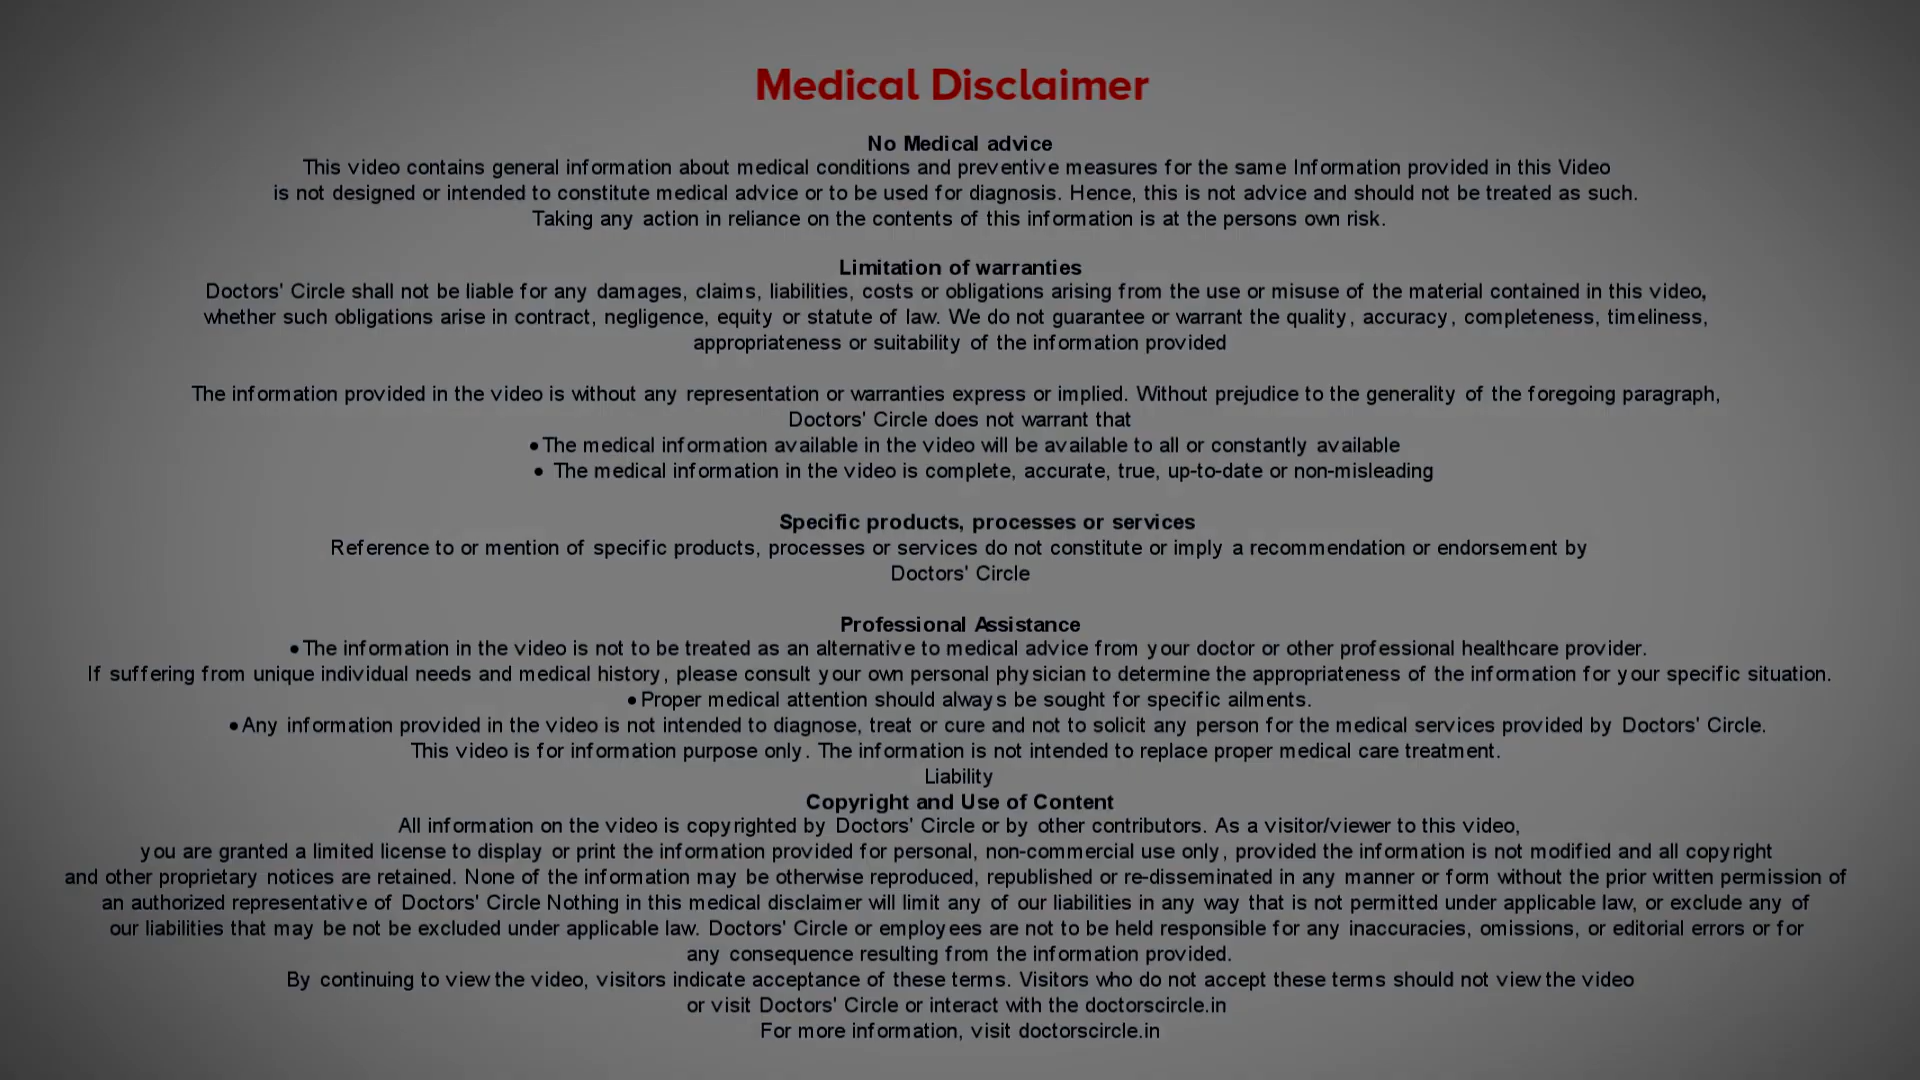 Medical Disclaimer
No Medical advice
This video contains general information about medical conditions and preventive measures for the same Information provided in this Video
is not designed or intended to constitute medical advice or to be used for diagnosis. Hence, this is not advice and should not be treated as such.
Taking any action in reliance on the contents of this information is at the persons own risk.
Limitation of warranties
Doctors' Circle shall not be liable for any damages, claims, liabilities, costs or obligations arising from the use or misuse of the material contained in this video,
whether such obligations arise in contract, negligence, equity or statute of law. We do not guarantee or warrant the quality, accuracy, completeness, timeliness,
appropriateness or suitability of the information provided
The information provided in the video is without any representation or warranties express or implied. Without prejudice to the generality of the foregoing paragraph,
Doctors' Circle does not warrant that
•The medical information available in the video will be available to all or constantly available
• The medical information in the video is complete, accurate, true, up-to-date or non-misleading
Specific products, processes or services
Reference to or mention of specific products, processes or services do not constitute or imply a recommendation or endorsement by
Doctors' Circle
Professional Assistance
•The information in the video is not to be treated as an alternative to medical advice from your doctor or other professional healthcare provider.
If suffering from unique individual needs and medical history, please consult your own personal physician to determine the appropriateness of the information for your specific situation.
•Proper medical attention should always be sought for specific ailments.
•Any information provided in the video is not intended to diagnose, treat or cure and not to solicit any person for the medical services provided by Doctors' Circle.
This video is for information purpose only. The information is not intended to replace proper medical care treatment.
Liability
Copyright and Use of Content
All information on the video is copyrighted by Doctors' Circle or by other contributors. As a visitor/viewer to this video,
you are granted a limited license to display or print the information provided for personal, non-commercial use only, provided the information is not modified and all copyright
and other proprietary notices are retained. None of the information may be otherwise reproduced, republished or re-disseminated in any manner or form without the prior written permission of
an authorized representative of Doctors' Circle Nothing in this medical disclaimer will limit any of our liabilities in any way that is not permitted under applicable law, or exclude any of
our liabilities that may be not be excluded under applicable law. Doctors' Circle or employees are not to be held responsible for any inaccuracies, omissions, or editorial errors or for
any consequence resulting from the information provided.
By continuing to view the video, visitors indicate acceptance of these terms. Visitors who do not accept these terms should not view the video
or visit Doctors' Circle or interact with the doctorscircle.in
For more information, visit doctorscircle.in